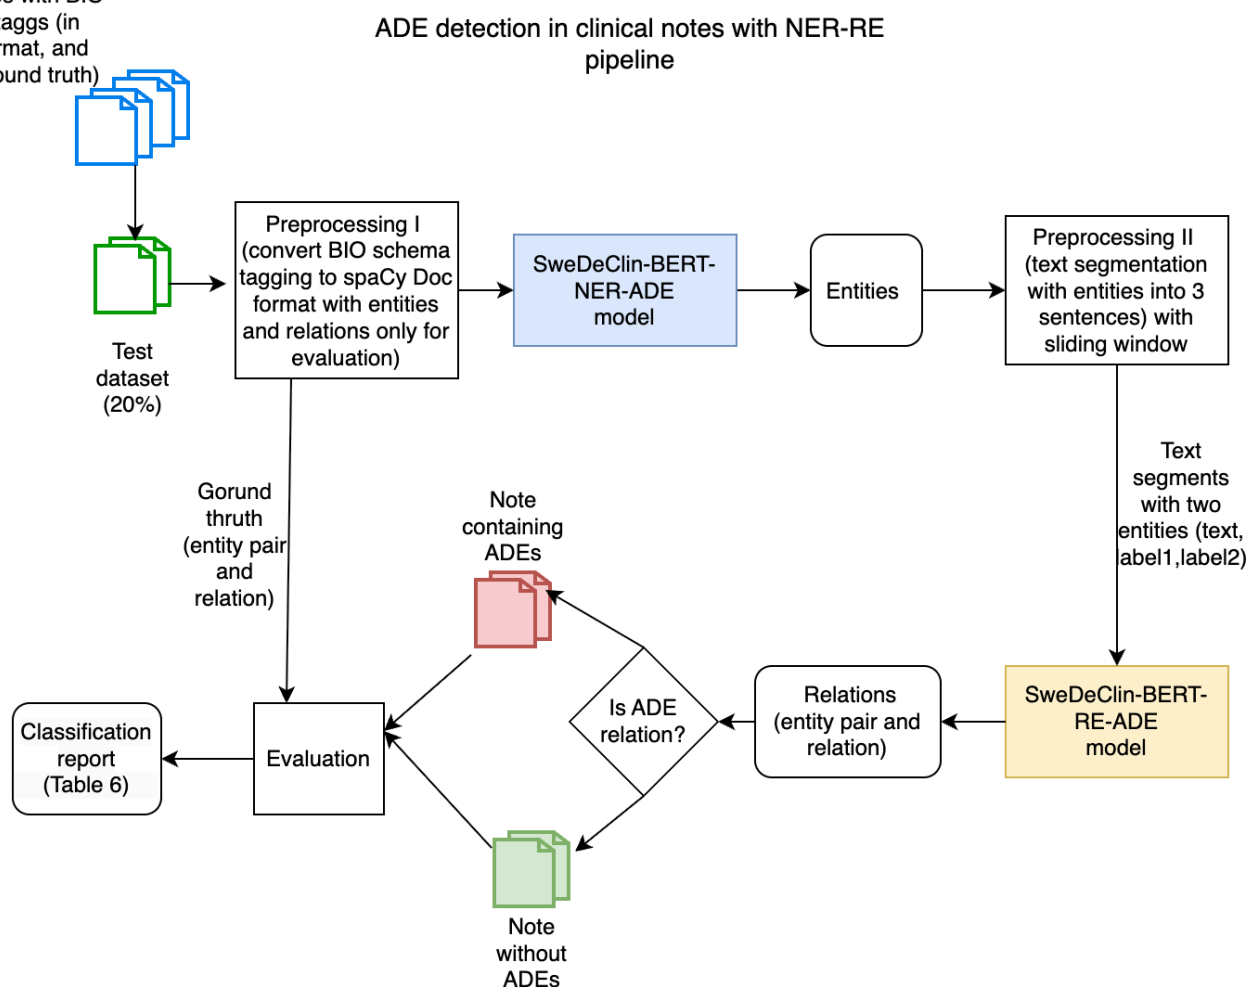 ADE detection in clinical notes with NER-RE
pipeline
with BIO
taggs (in
and
truth)
Test
dataset
(20%)
Preprocessing I
(convert BIO schema
tagging to spaCy Doc
format with entities
and relations only for
evaluation)
SweDeClin-BERT-
NER-ADE
model
Entities
Preprocessing II
(text segmentation
with entities into 3
sentences) with
sliding window
Text
segments
with two
entities (text,
label1,label2)
Gorund
thruth
(entity pair
and
relation)
Note
containing
ADEs
SweDeClin-BERT-
RE-ADE
model
Relations
(entity pair and
relation)
Is ADE
relation?
Evaluation
Classification
report
(Table 6)
Note
without
ADEs